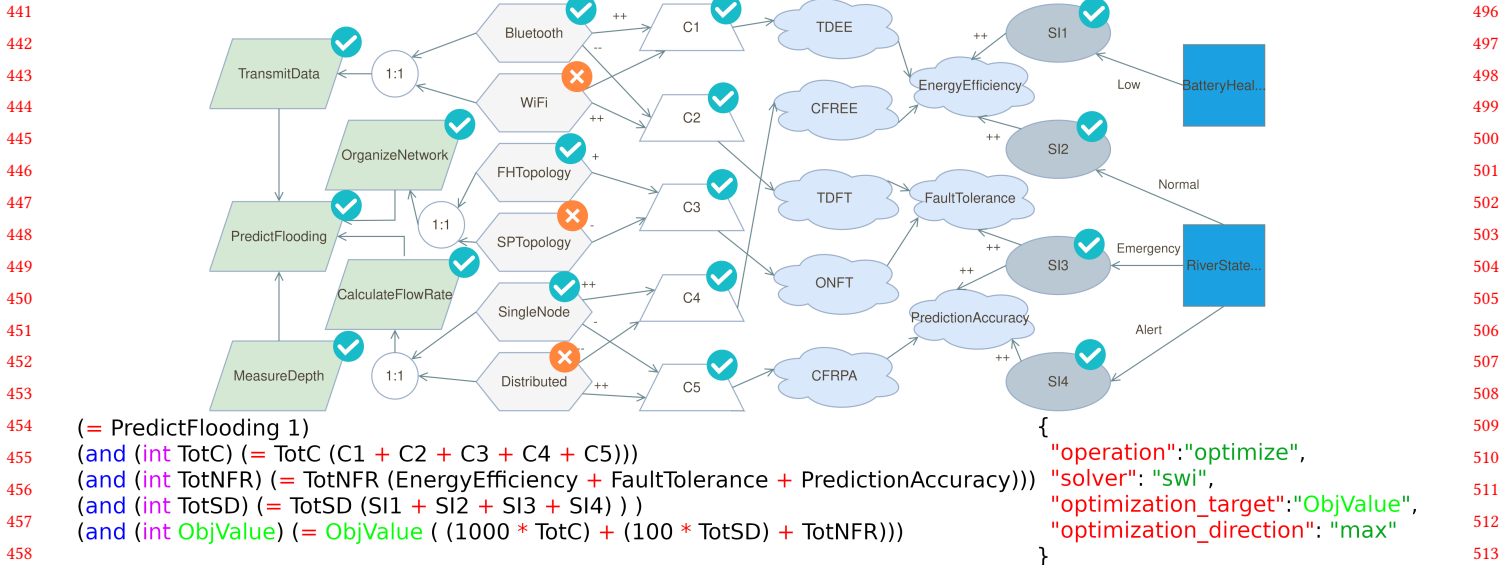 441
442
443
444
445
446
447
448
449
450
451
452
453
454
455
456
457
458
TransmitData
OrganizeNetwork
PredictFlooding
CalculateFlowRate
MeasureDepth
1:1
1:1
1:1
Bluetooth
WiFi
FHTopology
SPTopology
SingleNode
Distributed
++
--
++
+
-
++
-
--
++
C1
C2
C3
C4
C5
TDEE
CFREE
TDFT
ONFT
CFRPA
EnergyEfficiency
FaultTolerance
PredictionAccuracy
++
++
++
++
++
SI1
SI2
SI3
SI4
Low
Normal
Emergency
Alert
BatteryHeal...
RiverState...
(= PredictFlooding 1)
(and (int TotC) (= TotC (C1 + C2 + C3 + C4 + C5)))
(and (int TotNFR) (= TotNFR (EnergyEfficiency + FaultTolerance + PredictionAccuracy)))
(and (int TotSD) (= TotSD (SI1 + SI2 + SI3 + SI4) ) )
(and (int ObjValue) (= ObjValue ( (1000 * TotC) + (100 * TotSD) + TotNFR)))
{
"operation":"optimize",
"solver": "swi",
"optimization_target":"ObjValue",
"optimization_direction": "max"
}
496
497
498
499
500
501
502
503
504
505
506
507
508
509
510
511
512
513